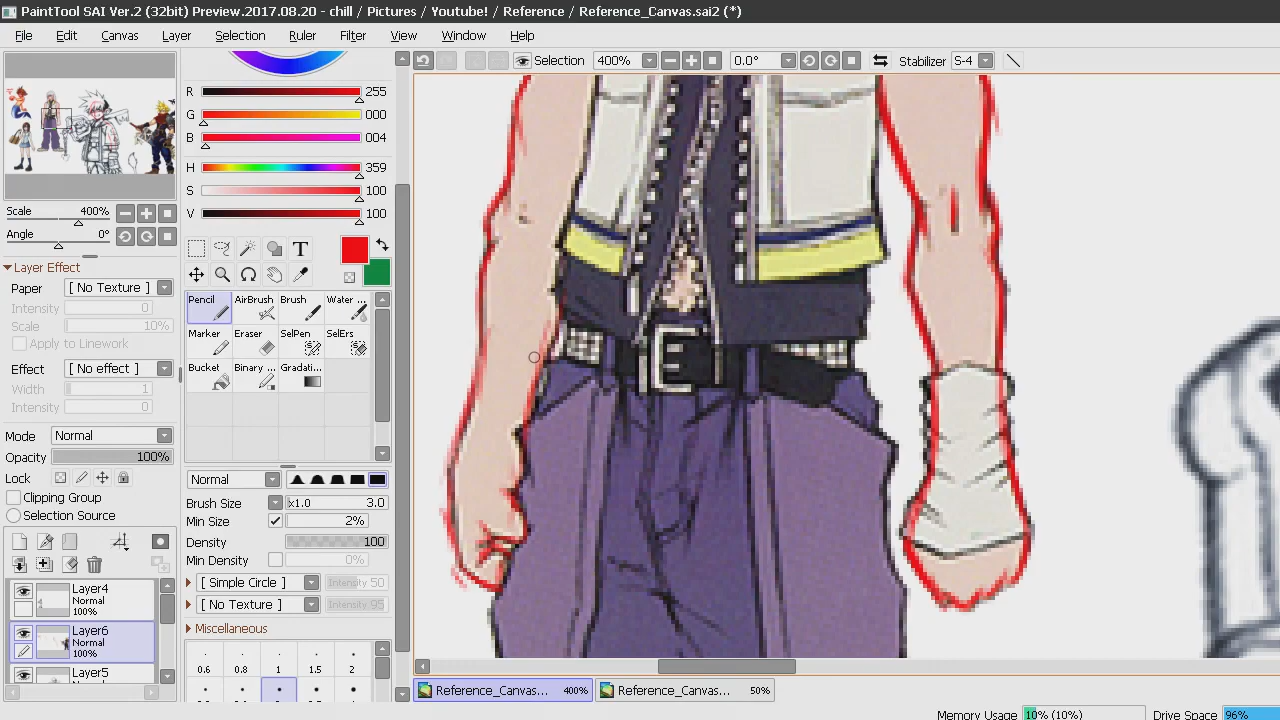 PaintTool SAI Ver.2 (32bit) Preview.2017.08.20 - chill / Pictures / Youtube! / Reference / Reference_Canvas.sai2 (*)
File Edit Canvas Layer Selection Ruler Filter View Window Help
Selection 400% 0.0° Stabilizer S-4
R 255
G 000
B 004
H 359
S 100
V 100
Scale 400%
Angle 0°
Layer Effect
Paper [ No Texture ]
Intensity 0
Scale 10%
Apply to Linework
Effect [ No effect ]
Width 1
Intensity 0
Mode Normal
Opacity 100%
Lock
Clipping Group
Selection Source
Layer4
Normal
100%
Layer6
Normal
100%
Layer5
T
Pencil AirBrush Brush Water ...
Marker Eraser SelPen SelErs
Bucket Binary ... Gradati...
Normal
Brush Size x1.0 3.0
Min Size 2%
Density 100
Min Density 0%
[ Simple Circle ] Intensity 50
[ No Texture ] Intensity 95
Miscellaneous
0.6 0.8 1 1.5 2
Reference_Canvas... 400% Reference_Canvas... 50%
Memory Usage 10% (10%) Drive Space 96%